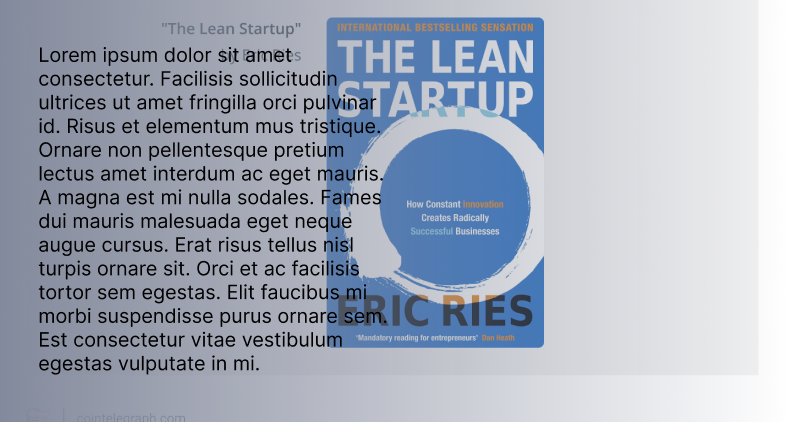 "The Lean Startup"
by Eric Ries
Lorem ipsum dolor sit amet
consectetur. Facilisis sollicitudin
ultrices ut amet fringilla orci pulvinar
id. Risus et elementum mus tristique.
Ornare non pellentesque pretium
lectus amet interdum ac eget mauris.
A magna est mi nulla sodales. Fames
dui mauris malesuada eget neque
augue cursus. Erat risus tellus nisl
turpis ornare sit. Orci et ac facilisis
tortor sem egestas. Elit faucibus mi
morbi suspendisse purus ornare sem.
Est consectetur vitae vestibulum
egestas vulputate in mi.
INTERNATIONAL BESTSELLING SENSATION
THE LEAN
STARTUP
How Constant Innovation
Creates Radically
Successful Businesses
ERIC RIES
'Mandatory reading for entrepreneurs' Dan Heath
cointelegraph.com